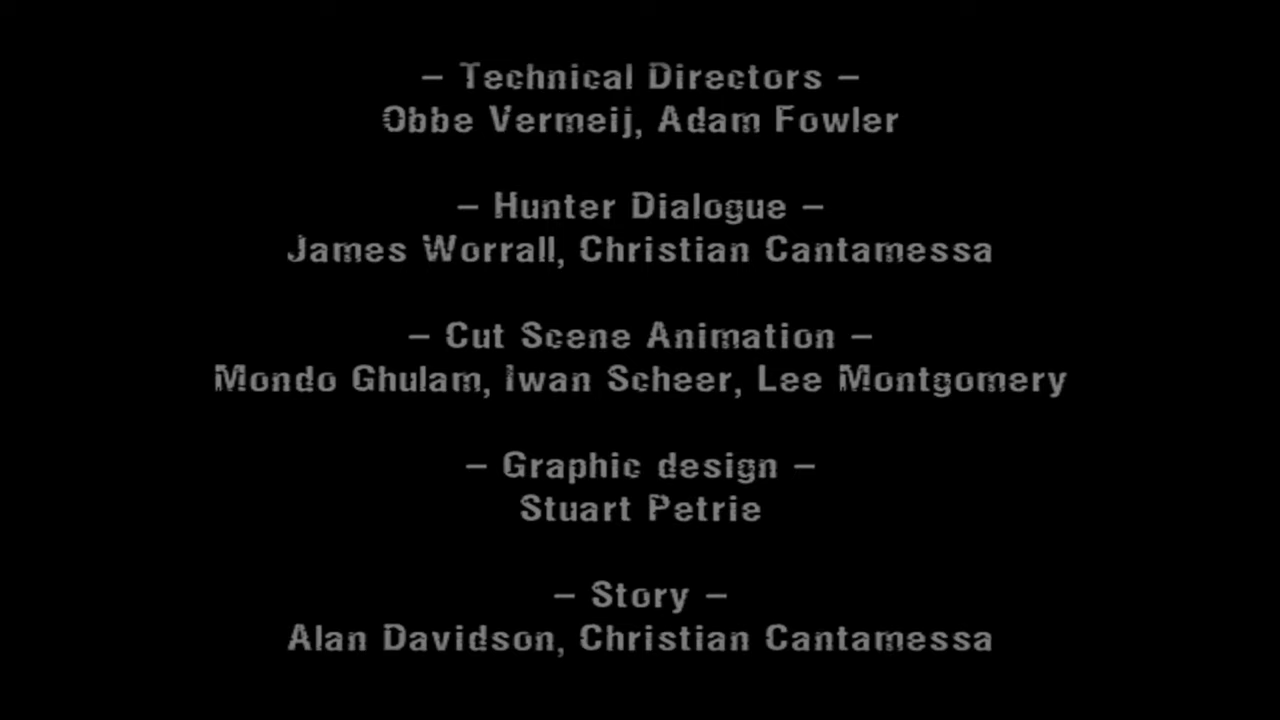 – Technical Directors –
Obbe Vermeij, Adam Fowler
– Hunter Dialogue –
James Worrall, Christian Cantamessa
– Cut Scene Animation –
Mondo Ghulam, Iwan Scheer, Lee Montgomery
– Graphic design –
Stuart Petrie
– Story –
Alan Davidson, Christian Cantamessa